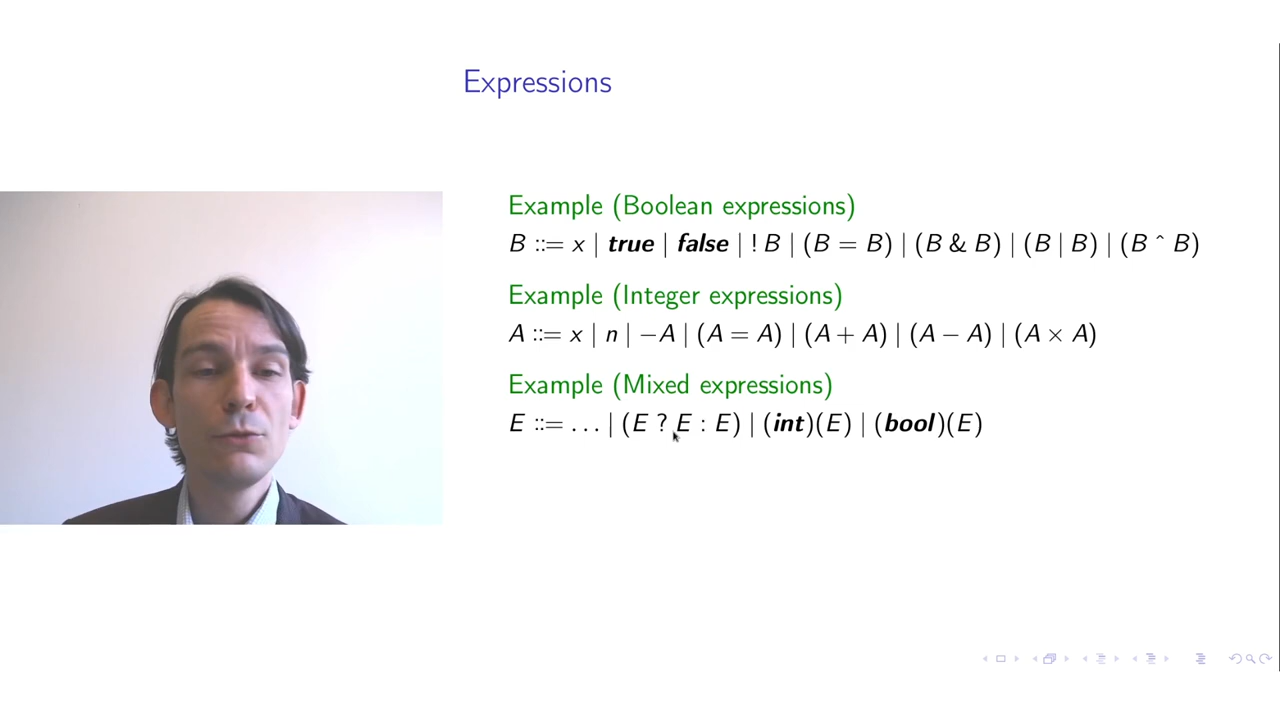 Expressions
Example (Boolean expressions)
B ::= x | true | false | ! B | (B = B) | (B & B) | (B | B) | (B ^ B)
Example (Integer expressions)
A ::= x | n | −A | (A = A) | (A + A) | (A − A) | (A × A)
Example (Mixed expressions)
E ::= . . . | (E ? E : E) | (int)(E) | (bool)(E)